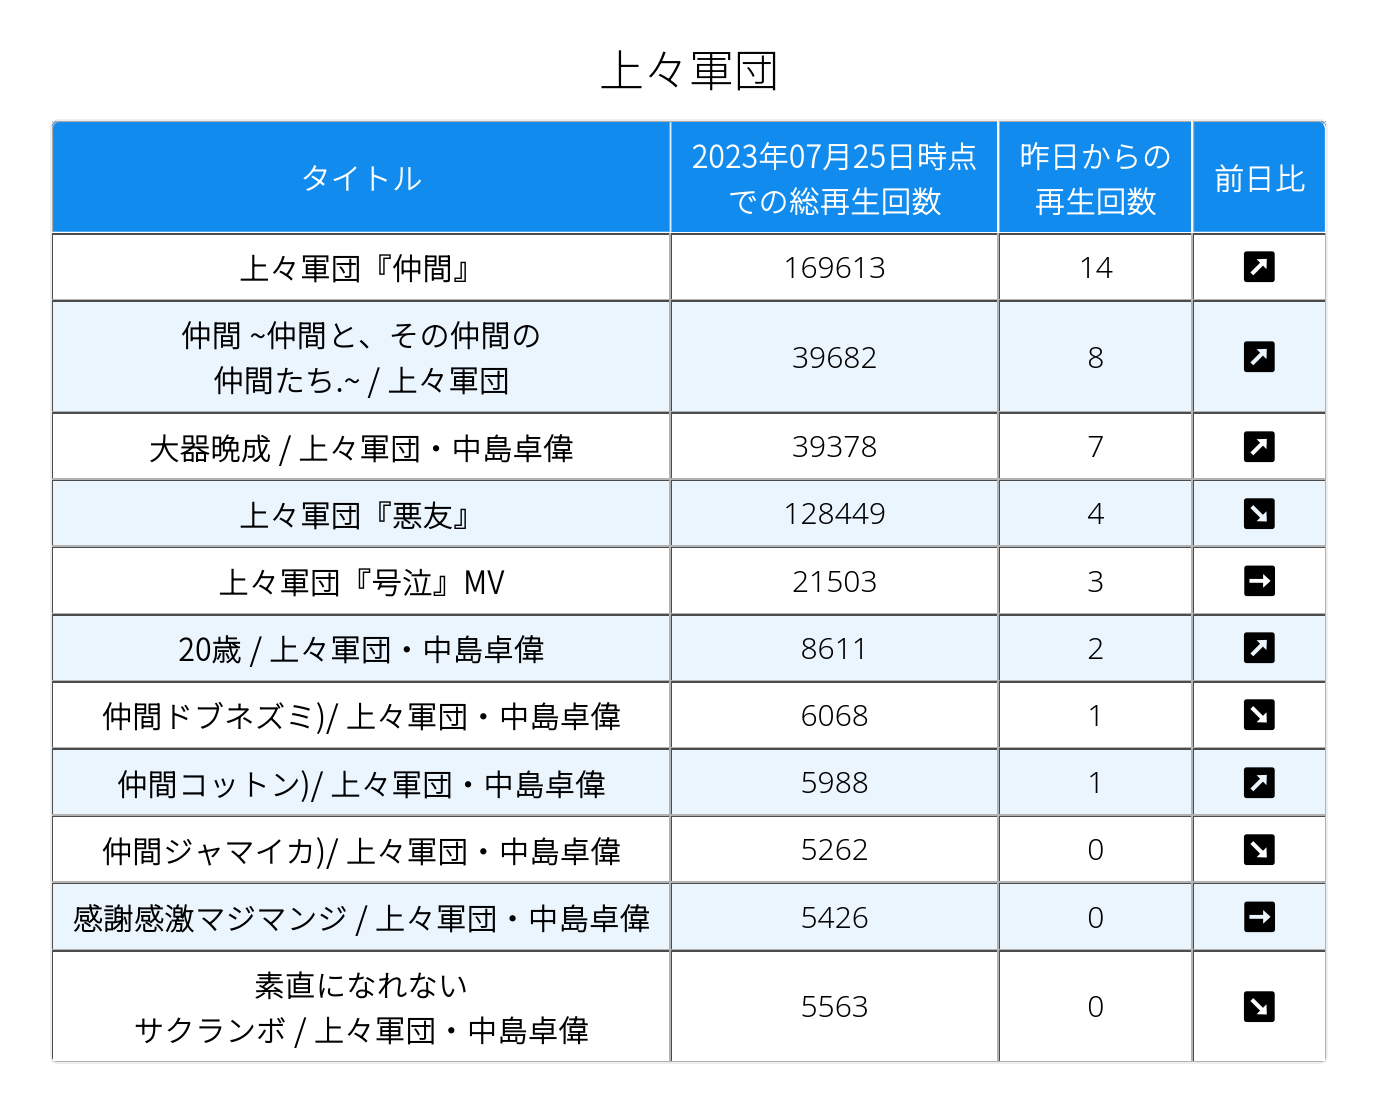 上々軍団
タイトル
2023年07月25日時点
での総再生回数
昨日からの
再生回数
前日比
上々軍団『仲間』 169613 14 ↗
仲間 ~仲間と、その仲間の
仲間たち.~ / 上々軍団 39682 8 ↗
大器晩成 / 上々軍団・中島卓偉 39378 7 ↗
上々軍団『悪友』 128449 4 ↘
上々軍団『号泣』MV 21503 3 →
20歳 / 上々軍団・中島卓偉 8611 2 ↗
仲間ドブネズミ)/ 上々軍団・中島卓偉 6068 1 ↘
仲間コットン)/ 上々軍団・中島卓偉 5988 1 ↗
仲間ジャマイカ)/ 上々軍団・中島卓偉 5262 0 ↘
感謝感激マジマンジ / 上々軍団・中島卓偉 5426 0 →
素直になれない
サクランボ / 上々軍団・中島卓偉 5563 0 ↘